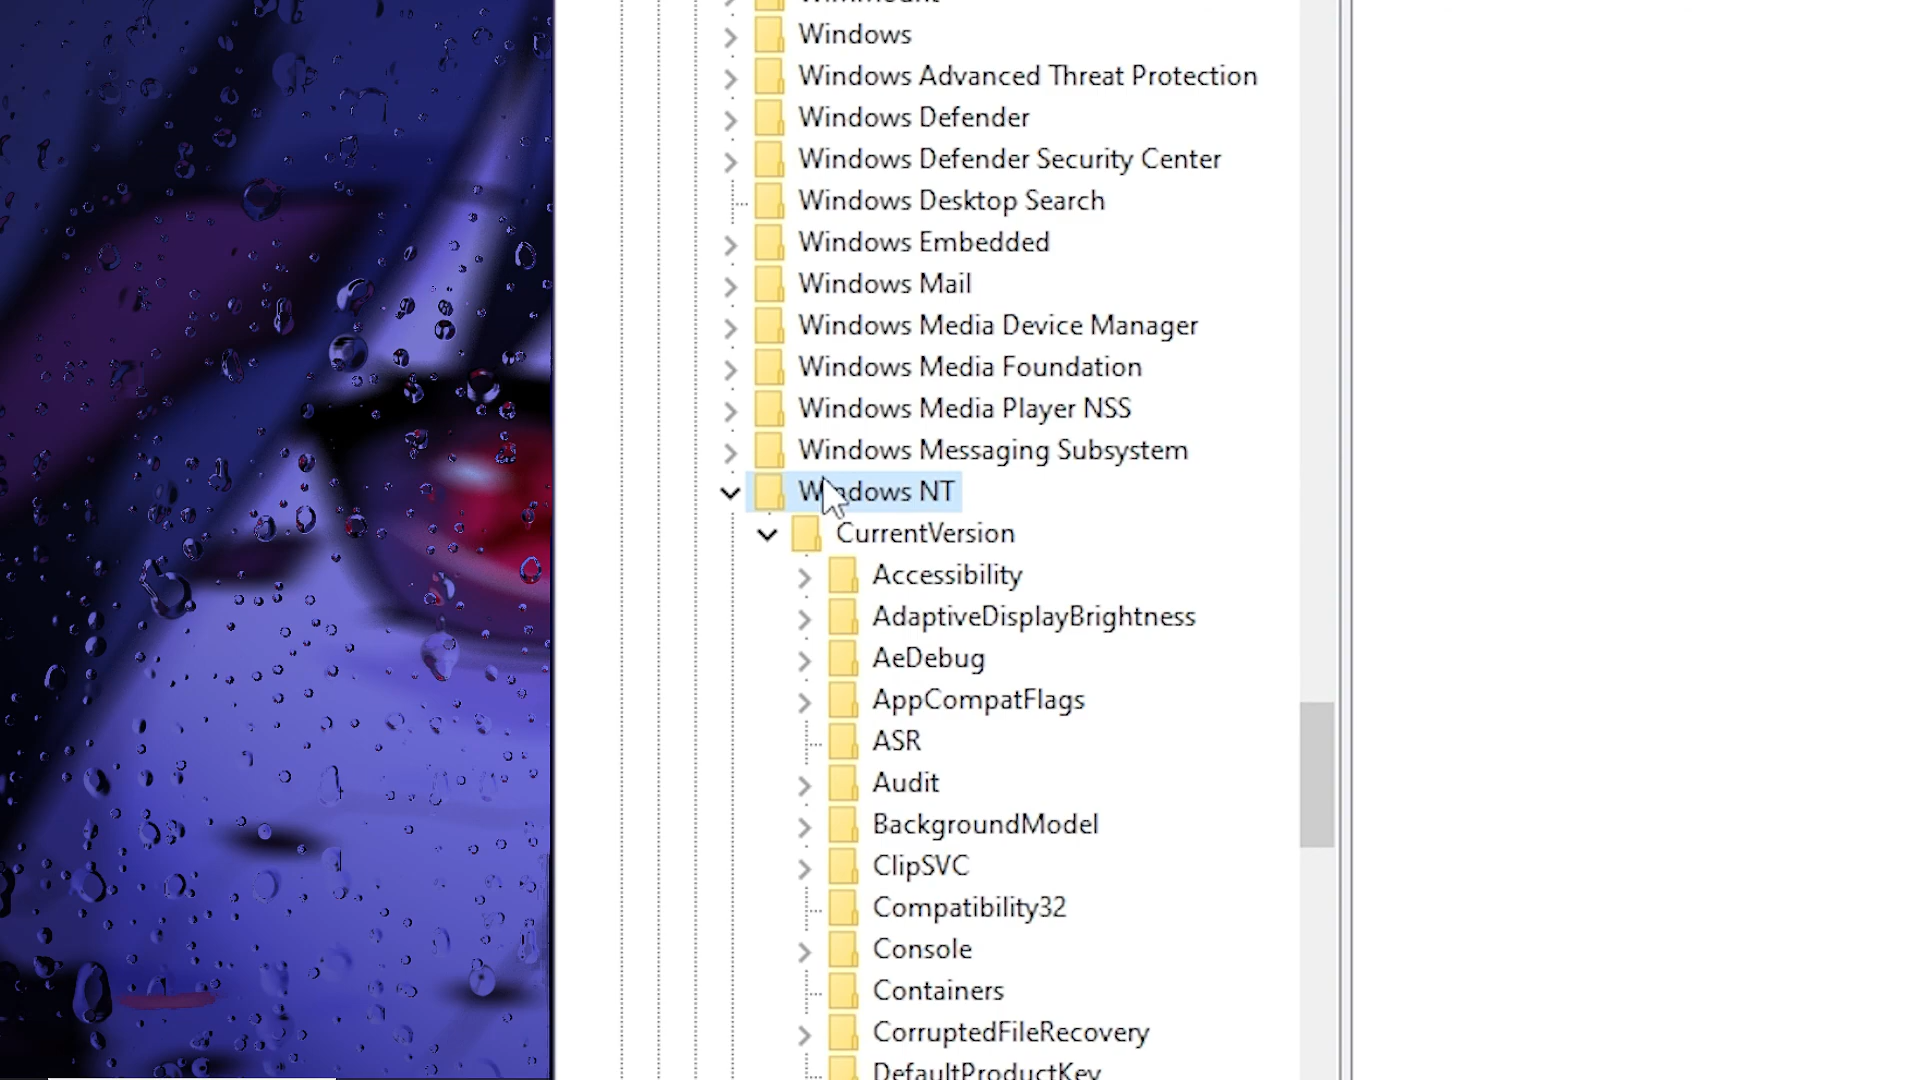 Windows
Windows Advanced Threat Protection
Windows Defender
Windows Defender Security Center
Windows Desktop Search
Windows Embedded
Windows Mail
Windows Media Device Manager
Windows Media Foundation
Windows Media Player NSS
Windows Messaging Subsystem
Windows NT
CurrentVersion
Accessibility
AdaptiveDisplayBrightness
AeDebug
AppCompatFlags
ASR
Audit
BackgroundModel
ClipSVC
Compatibility32
Console
Containers
CorruptedFileRecovery
DefaultProductKey